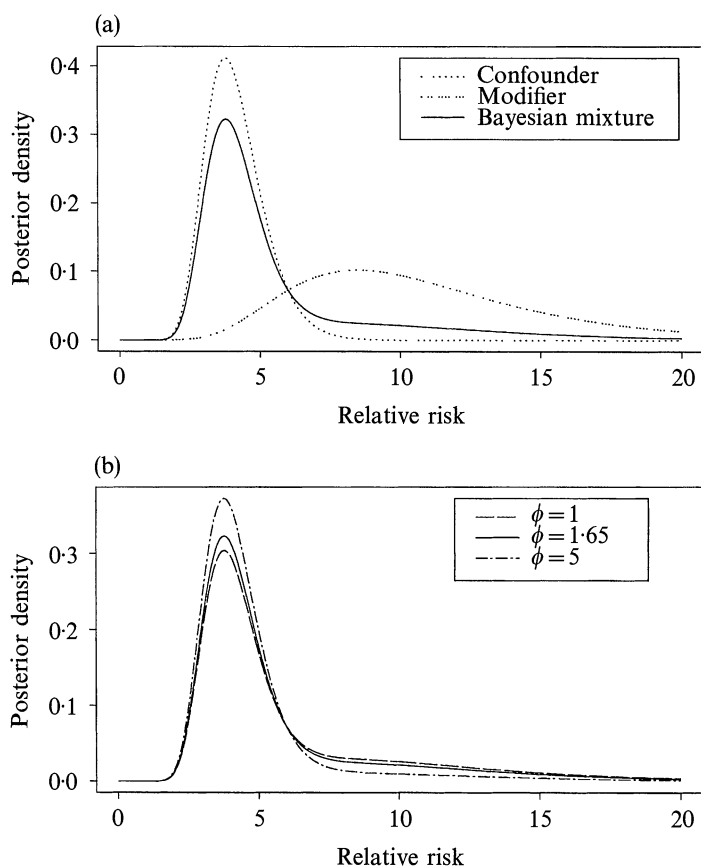 (a)
0·4
0·3
0·2
0·1
0·0
Posterior density
Confounder
Modifier
Bayesian mixture
0 5 10 15 20
Relative risk
(b)
0·3
0·2
0·1
0·0
Posterior density
ϕ = 1
ϕ = 1·65
ϕ = 5
0 5 10 15 20
Relative risk